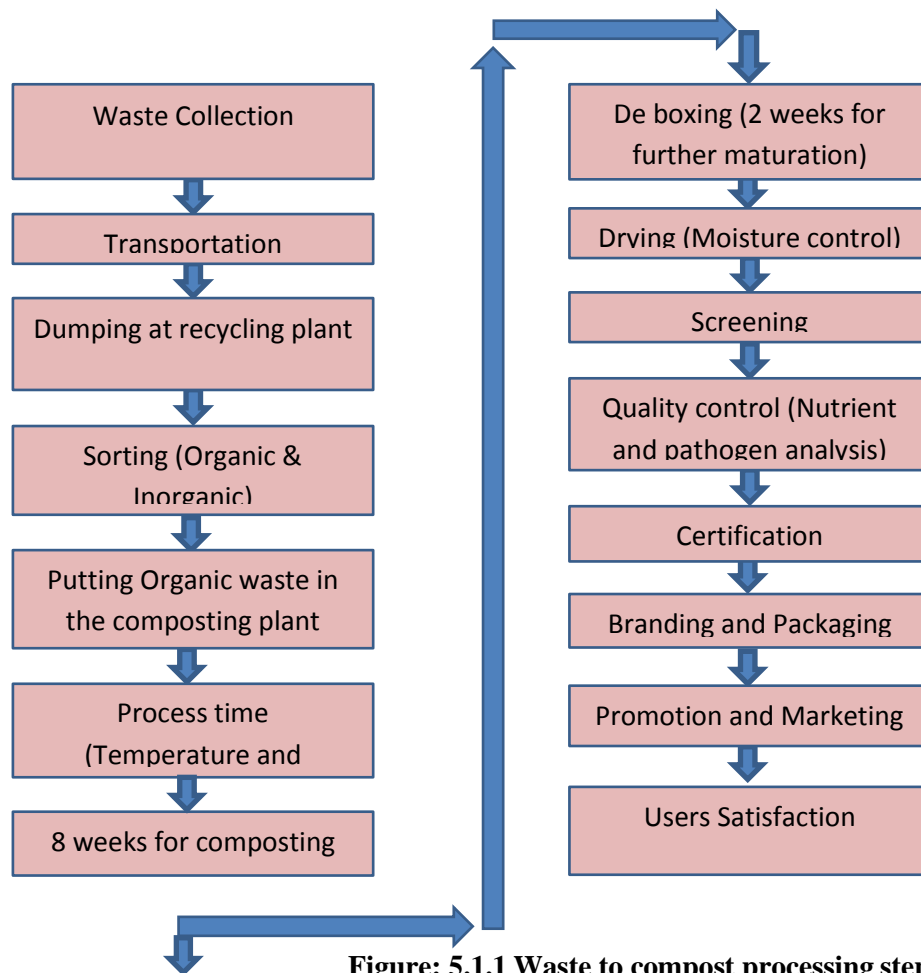 Waste Collection
Transportation
Dumping at recycling plant
Sorting (Organic &
Inorganic)
Putting Organic waste in
the composting plant
Process time
(Temperature and
8 weeks for composting
De boxing (2 weeks for
further maturation)
Drying (Moisture control)
Screening
Quality control (Nutrient
and pathogen analysis)
Certification
Branding and Packaging
Promotion and Marketing
Users Satisfaction
Figure: 5.1.1 Waste to compost processing